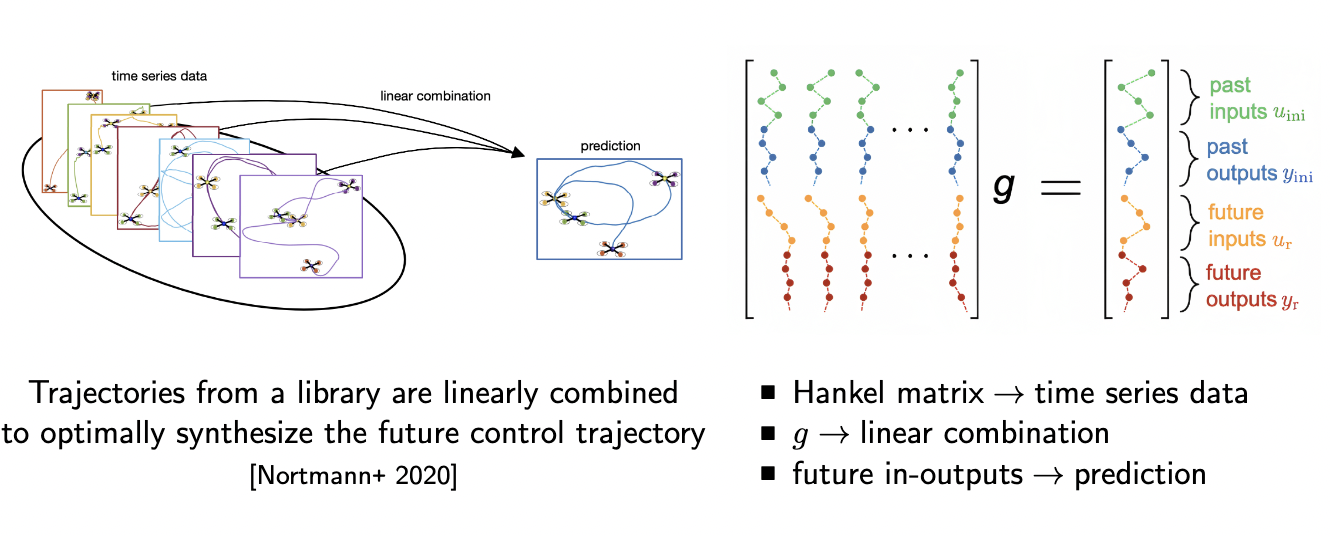 time series data
linear combination
prediction
Trajectories from a library are linearly combined
to optimally synthesize the future control trajectory
[Nortmann+ 2020]
g =
past
inputs u_ini
past
outputs y_ini
future
inputs u_r
future
outputs y_r
■ Hankel matrix → time series data
■ g → linear combination
■ future in-outputs → prediction